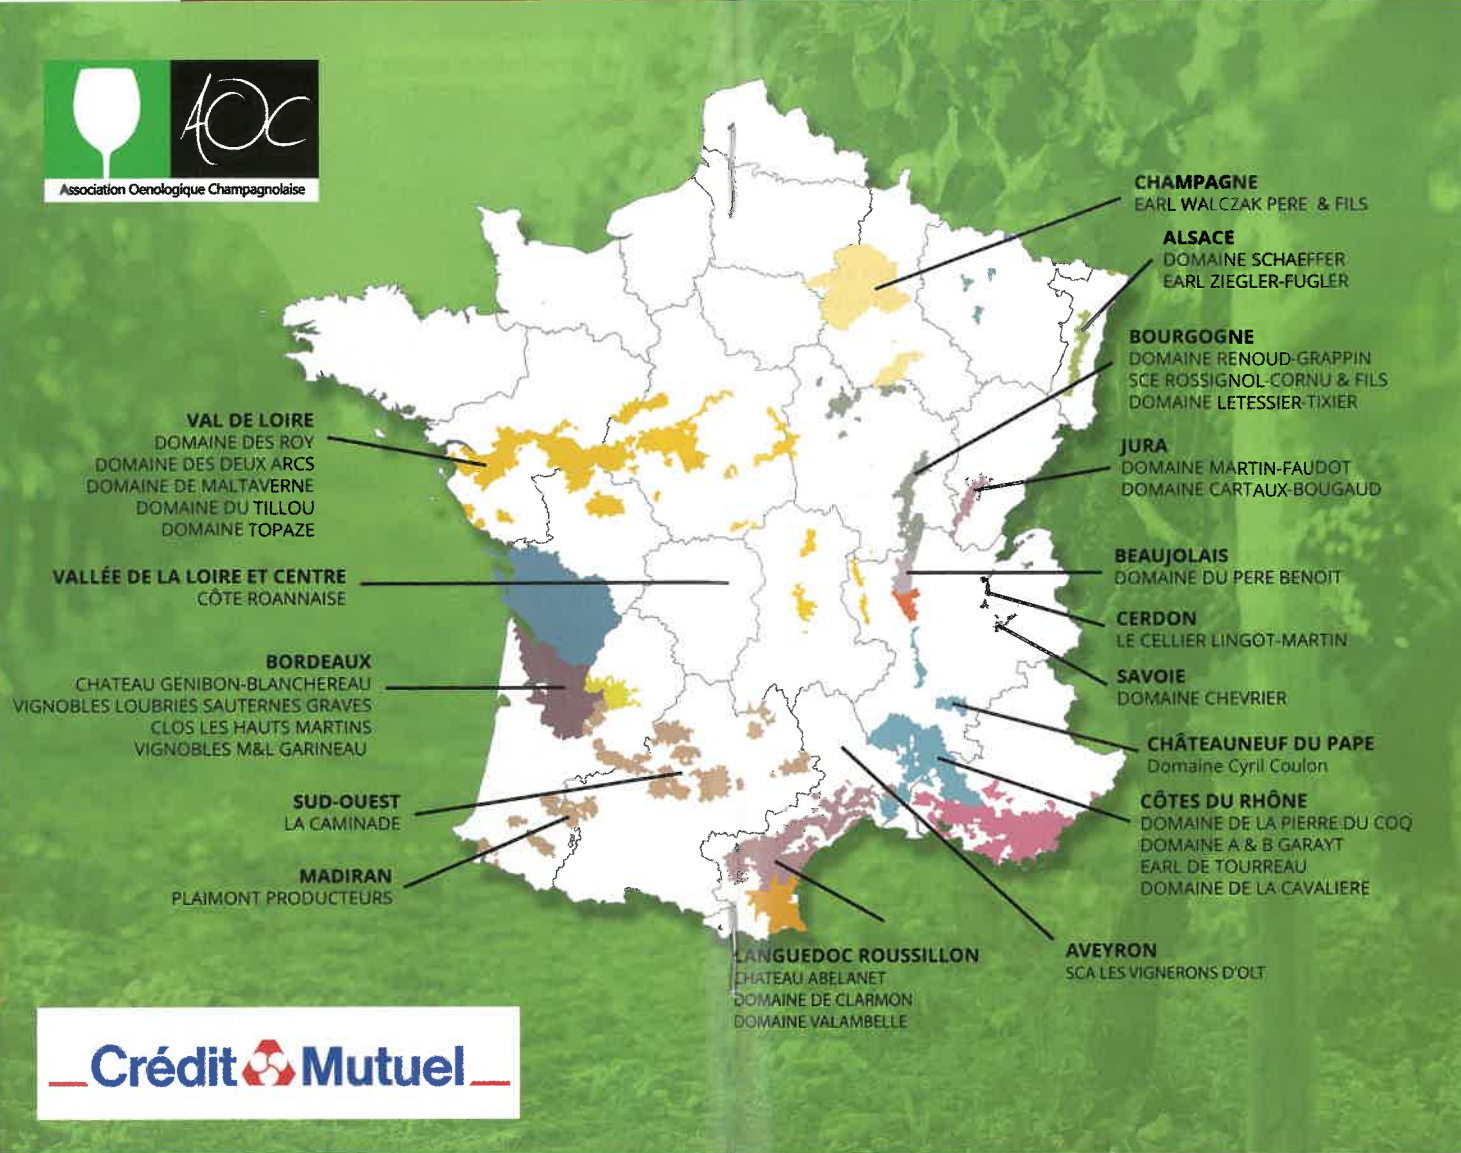 AOC
Association Oenologique Champagnolaise
CHAMPAGNE
EARL WALCZAK PERE & FILS
ALSACE
DOMAINE SCHAEFFER
EARL ZIEGLER-FUGLER
BOURGOGNE
DOMAINE RENOUD-GRAPPIN
SCE ROSSIGNOL-CORNU & FILS
DOMAINE LETESSIER-TIXIER
JURA
DOMAINE MARTIN-FAUDOT
DOMAINE CARTAUX-BOUGAUD
BEAUJOLAIS
DOMAINE DU PERE BENOIT
CERDON
LE CELLIER LINGOT-MARTIN
SAVOIE
DOMAINE CHEVRIER
CHÂTEAUNEUF DU PAPE
Domaine Cyril Coulon
CÔTES DU RHÔNE
DOMAINE DE LA PIERRE DU COQ
DOMAINE A & B GARAYT
EARL DE TOURREAU
DOMAINE DE LA CAVALIERE
AVEYRON
SCA LES VIGNERONS D'OLT
LANGUEDOC ROUSSILLON
CHATEAU ABELANET
DOMAINE DE CLARMON
DOMAINE VALAMBELLE
VAL DE LOIRE
DOMAINE DES ROY
DOMAINE DES DEUX ARCS
DOMAINE DE MALTAVERNE
DOMAINE DU TILLOU
DOMAINE TOPAZE
VALLÉE DE LA LOIRE ET CENTRE
CÔTE ROANNAISE
BORDEAUX
CHATEAU GENIBON-BLANCHEREAU
VIGNOBLES LOUBRIES SAUTERNES GRAVES
CLOS LES HAUTS MARTINS
VIGNOBLES M&L GARINEAU
SUD-OUEST
LA CAMINADE
MADIRAN
PLAIMONT PRODUCTEURS
Crédit Mutuel